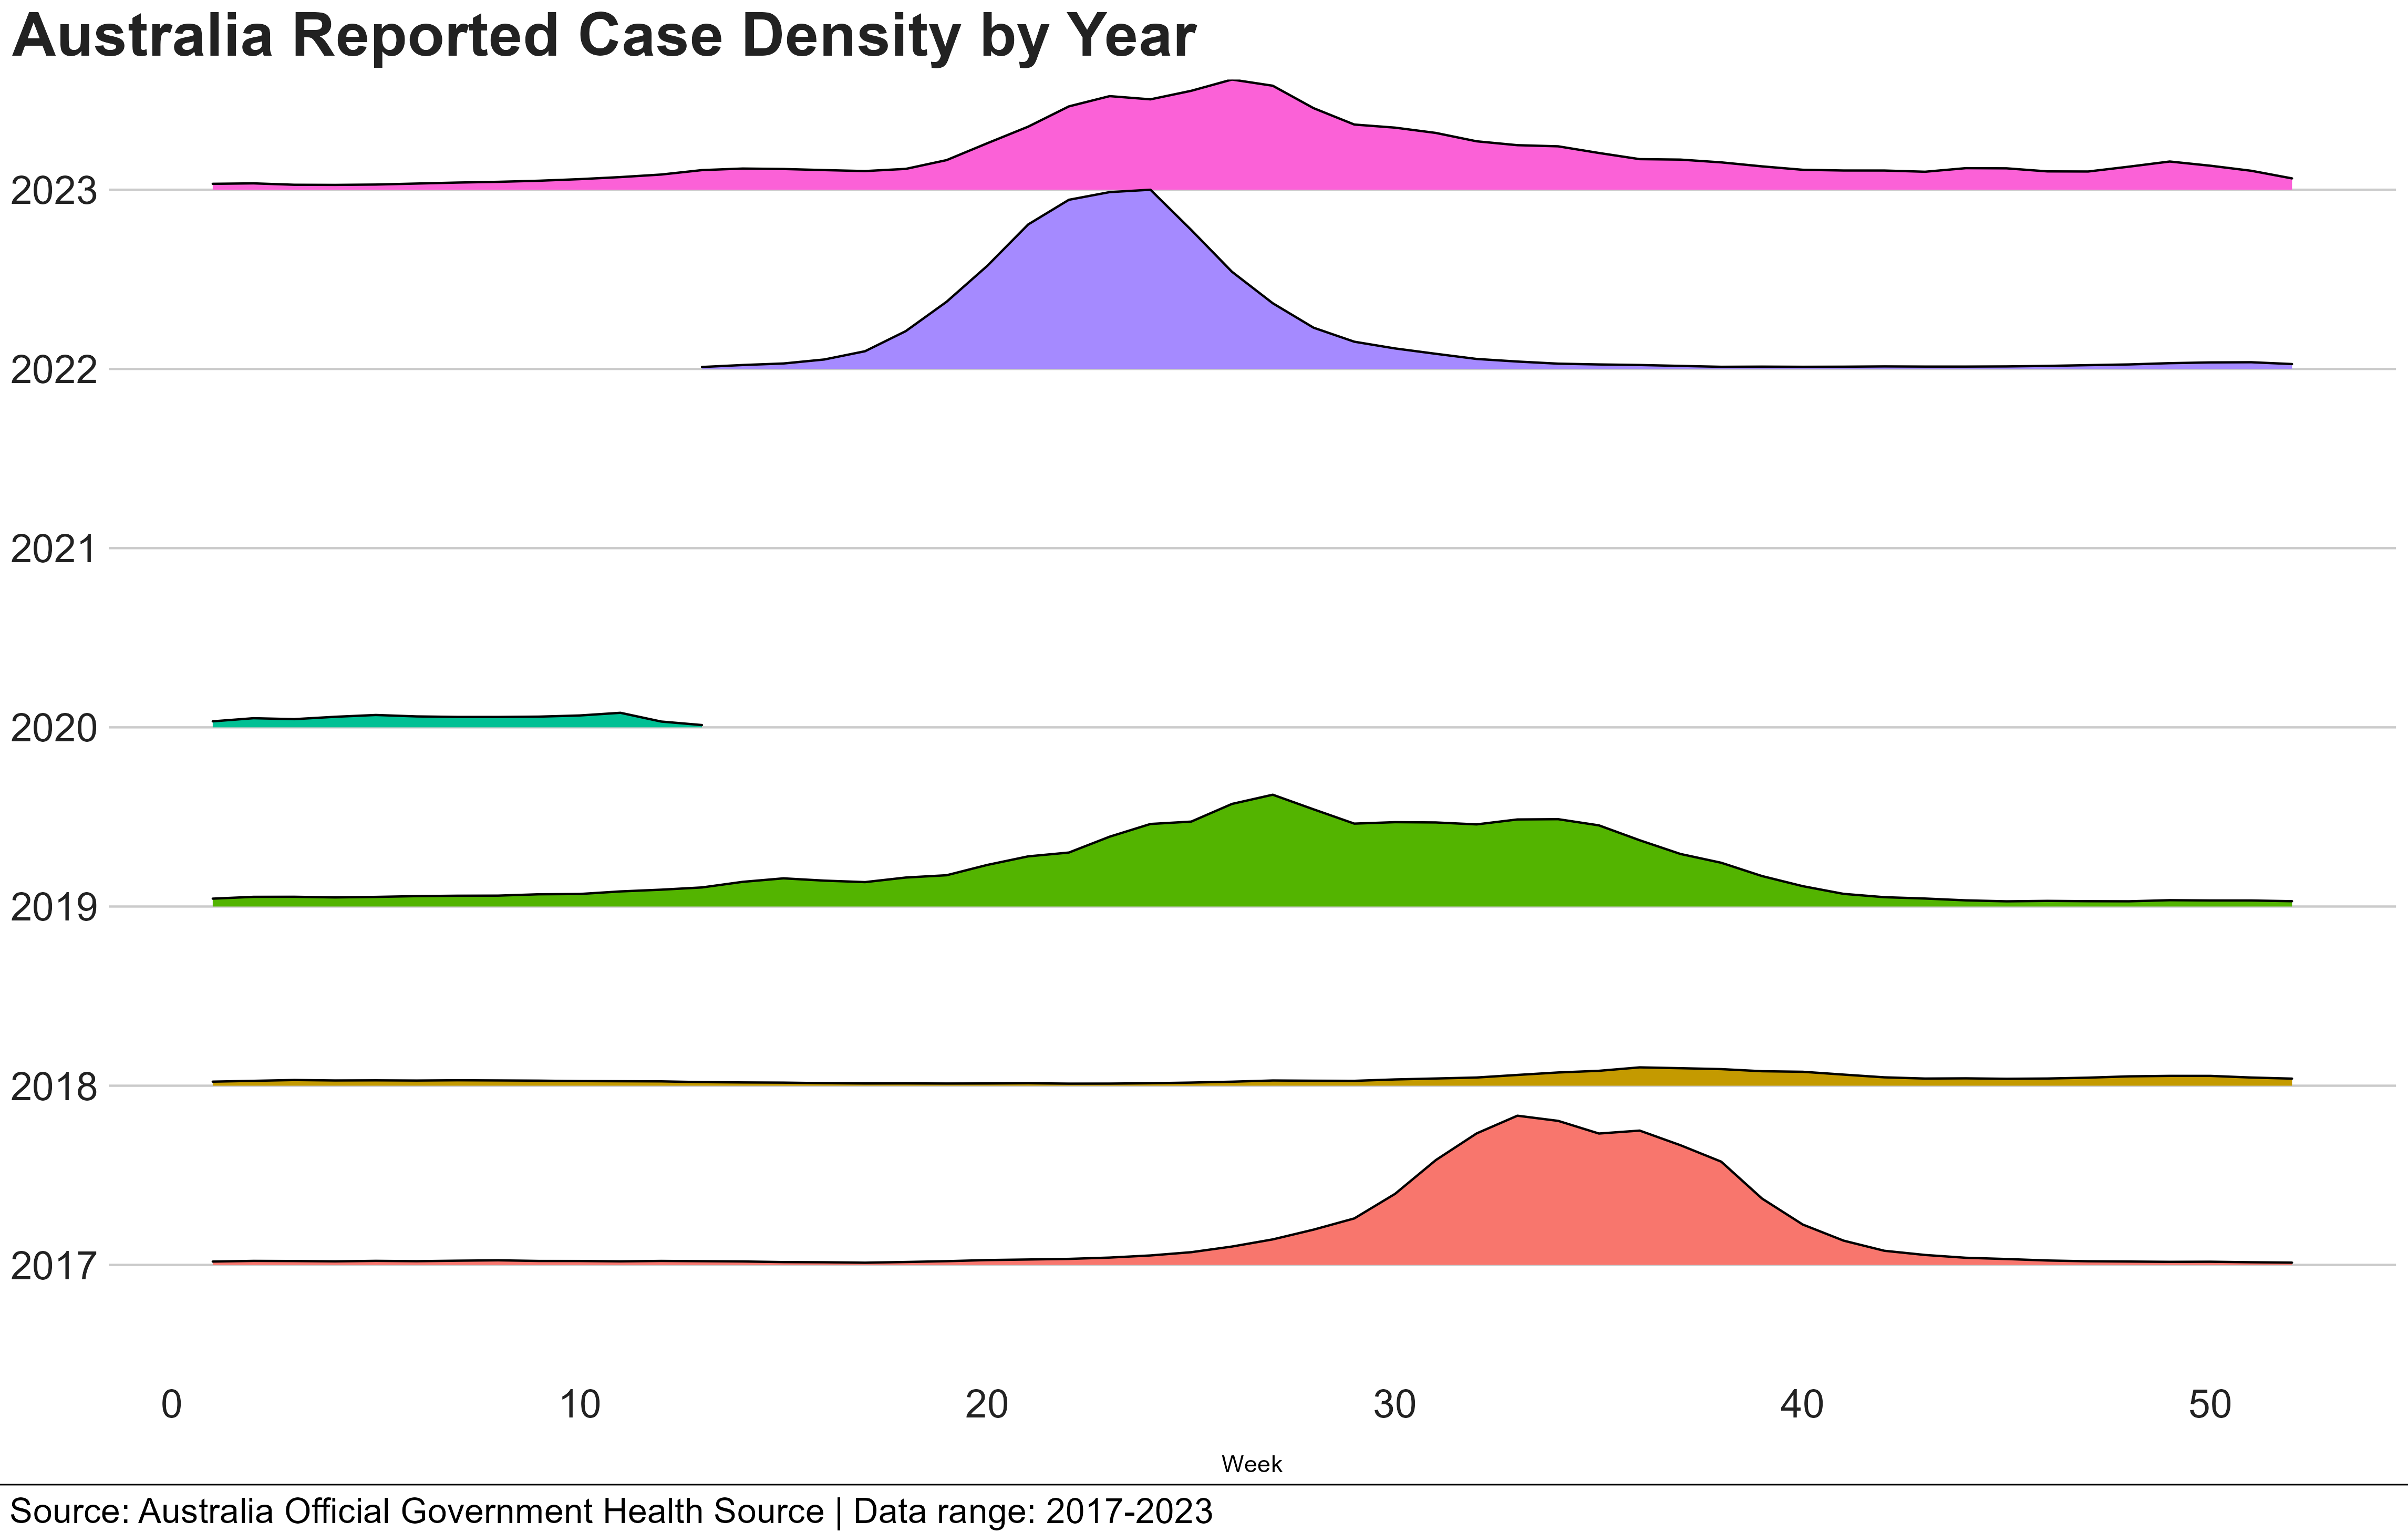 Australia Reported Case Density by Year
2023
2022
2021
2020
2019
2018
2017
0 10 20 30 40 50
Week
Source: Australia Official Government Health Source | Data range: 2017-2023